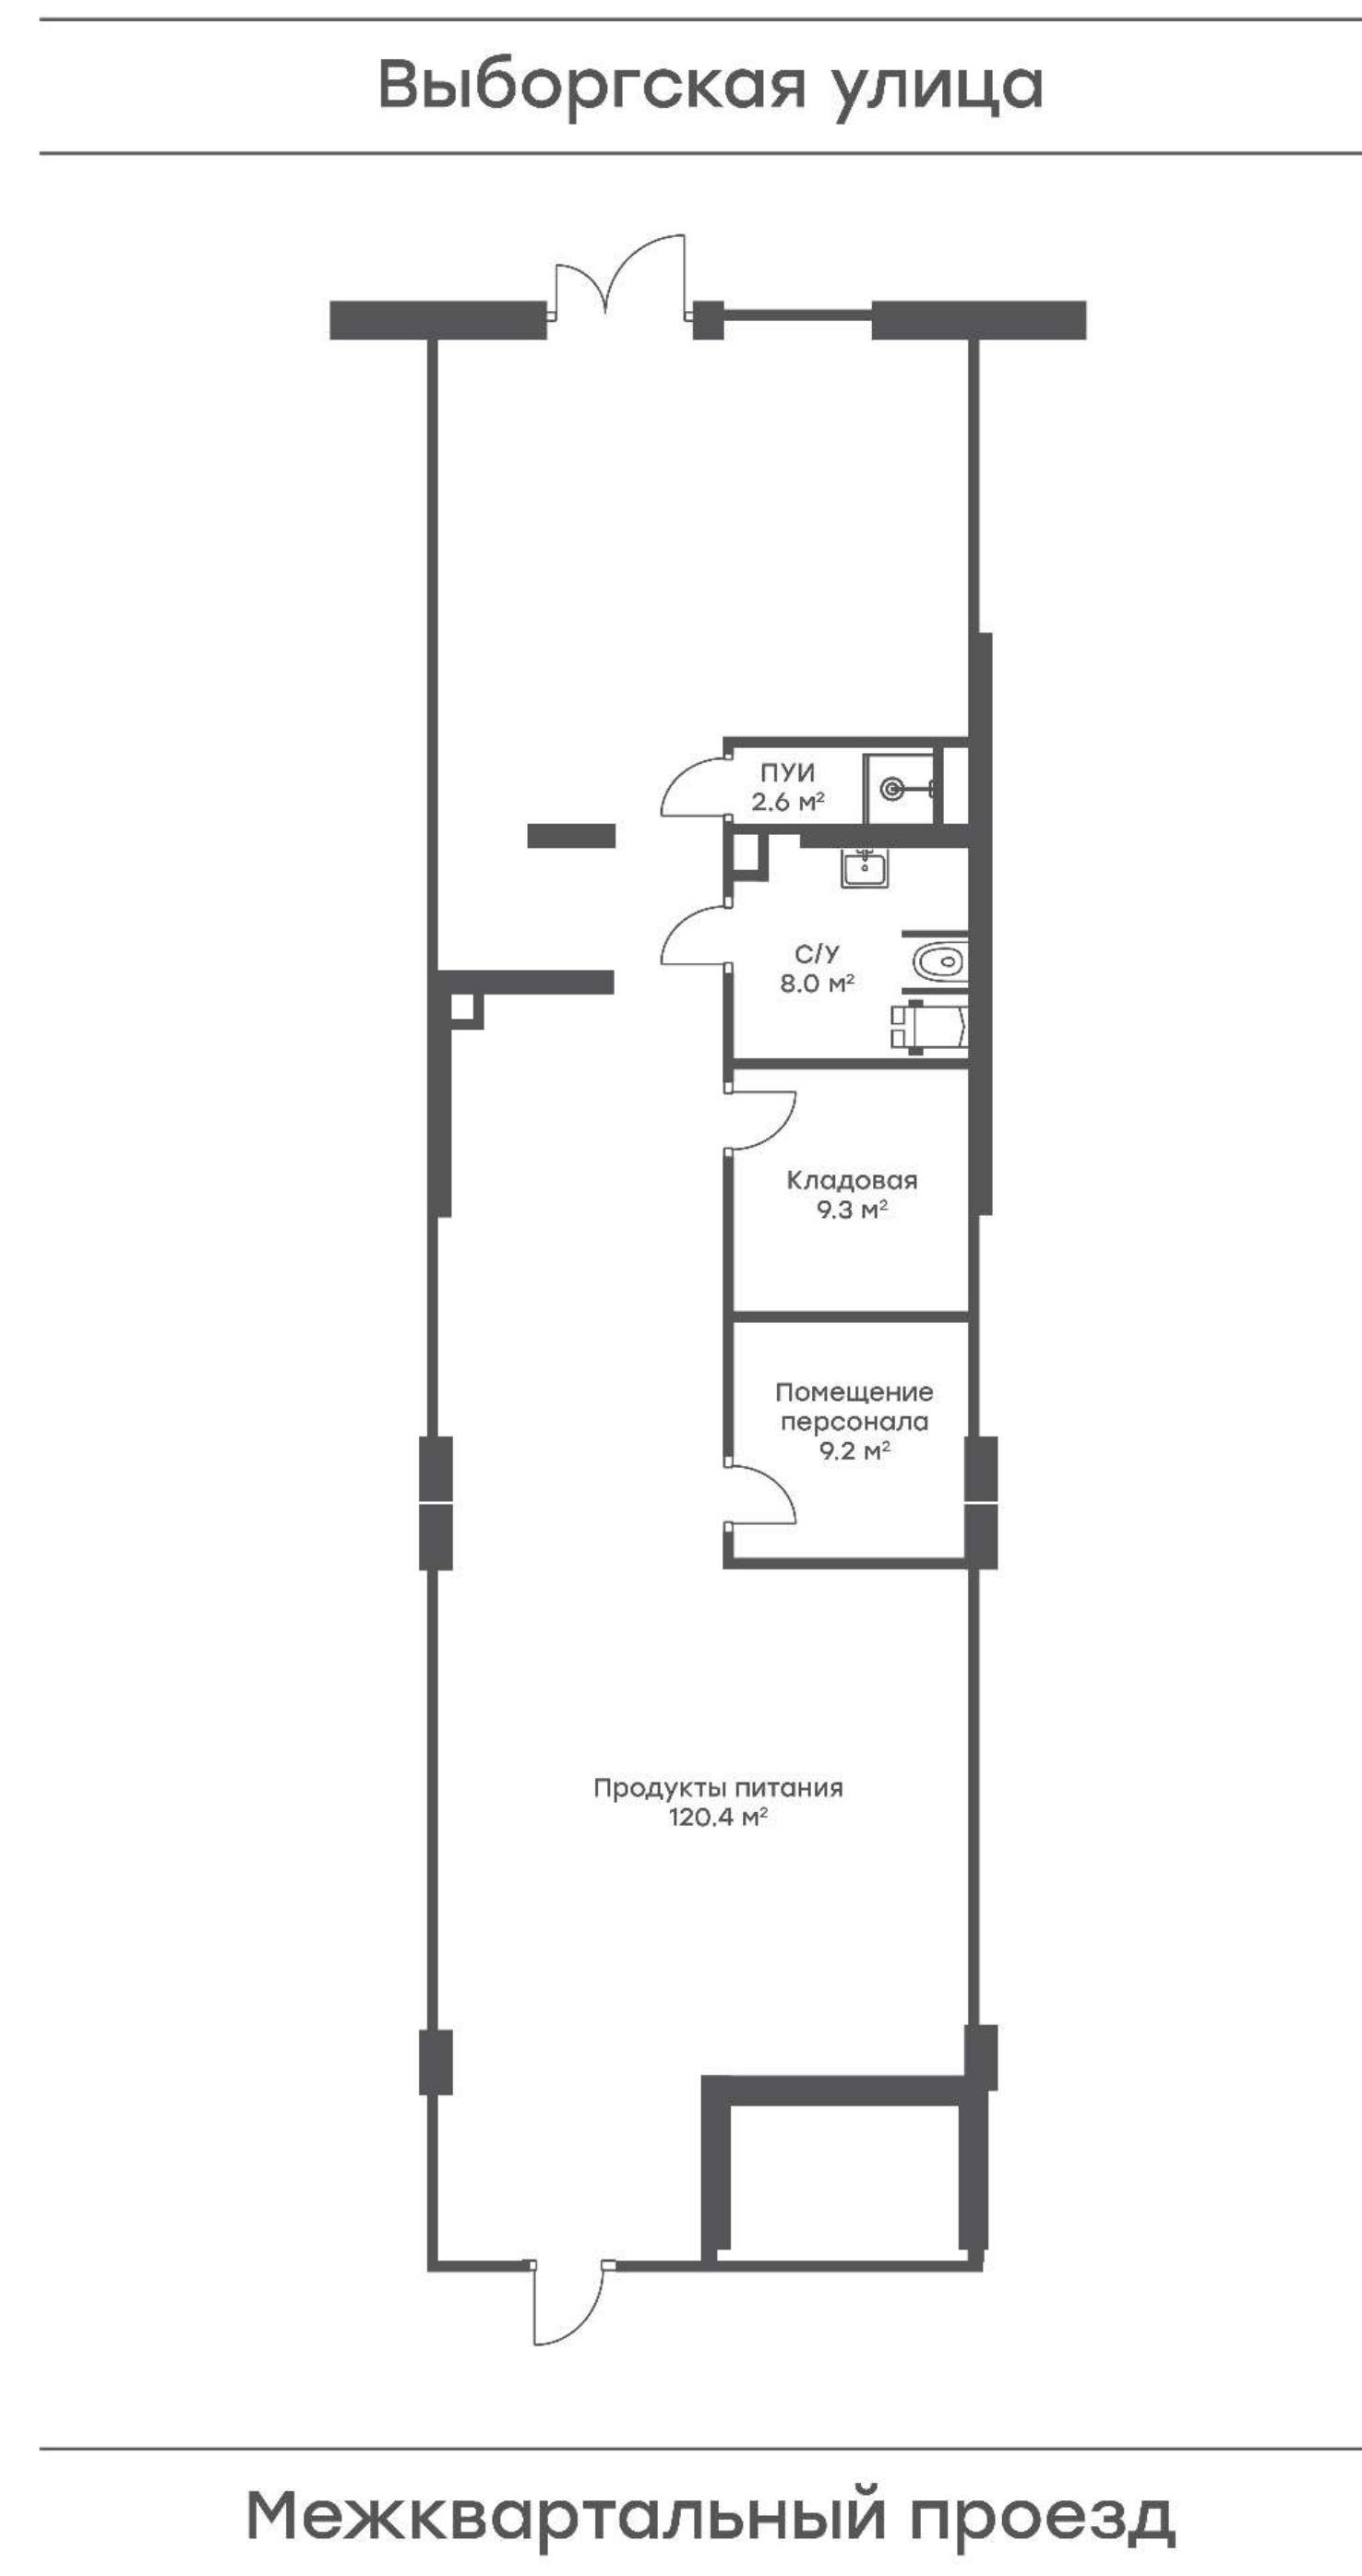 Выборгская улица
ПУИ
2.6 м²
С/У
8.0 м²
Кладовая
9.3 м²
Помещение
персонала
9.2 м²
Продукты питания
120.4 м²
Межквартальный проезд